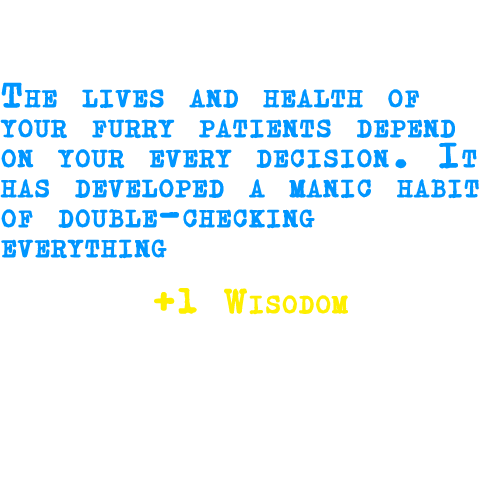 The lives and health of
your furry patients depend
on your every decision. It
has developed a manic habit
of double-checking
everything
+1 Wisodom